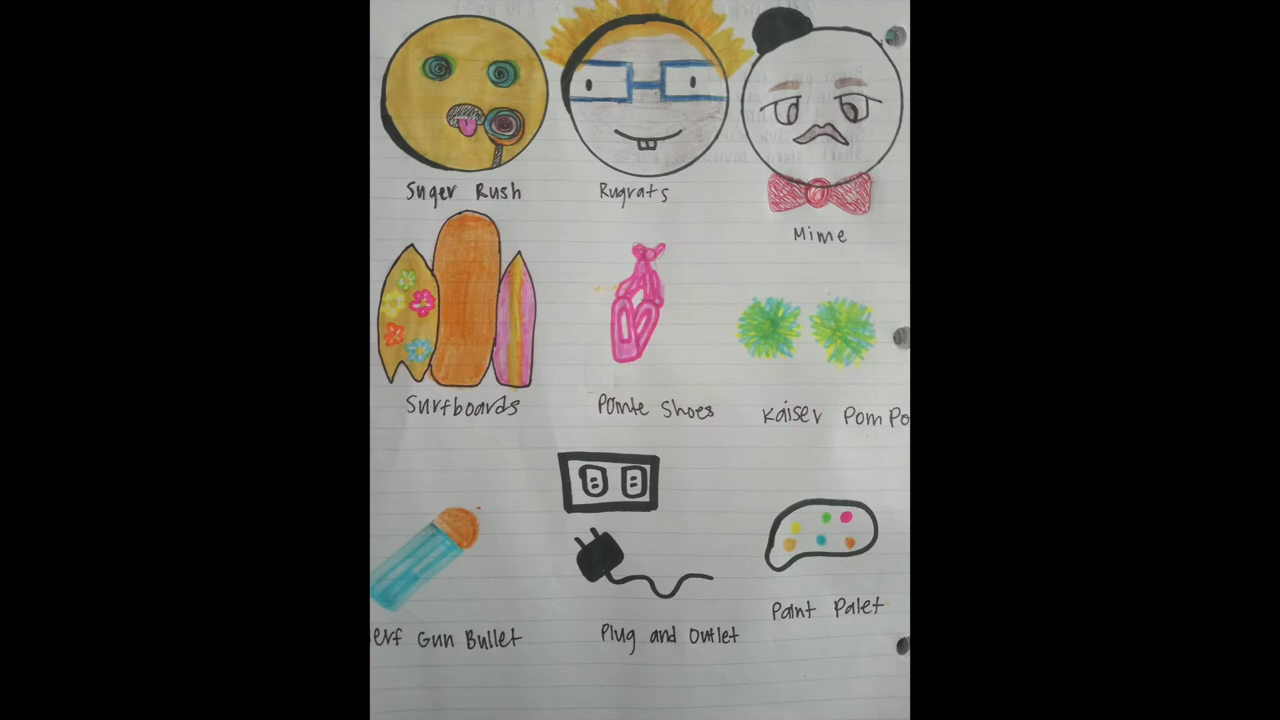 Suger Rush
Rugrats
Mime
Surfboards
Pointe Shoes
Kaiser Pom Po
erf Gun Bullet
Plug and Outlet
Paint Palet